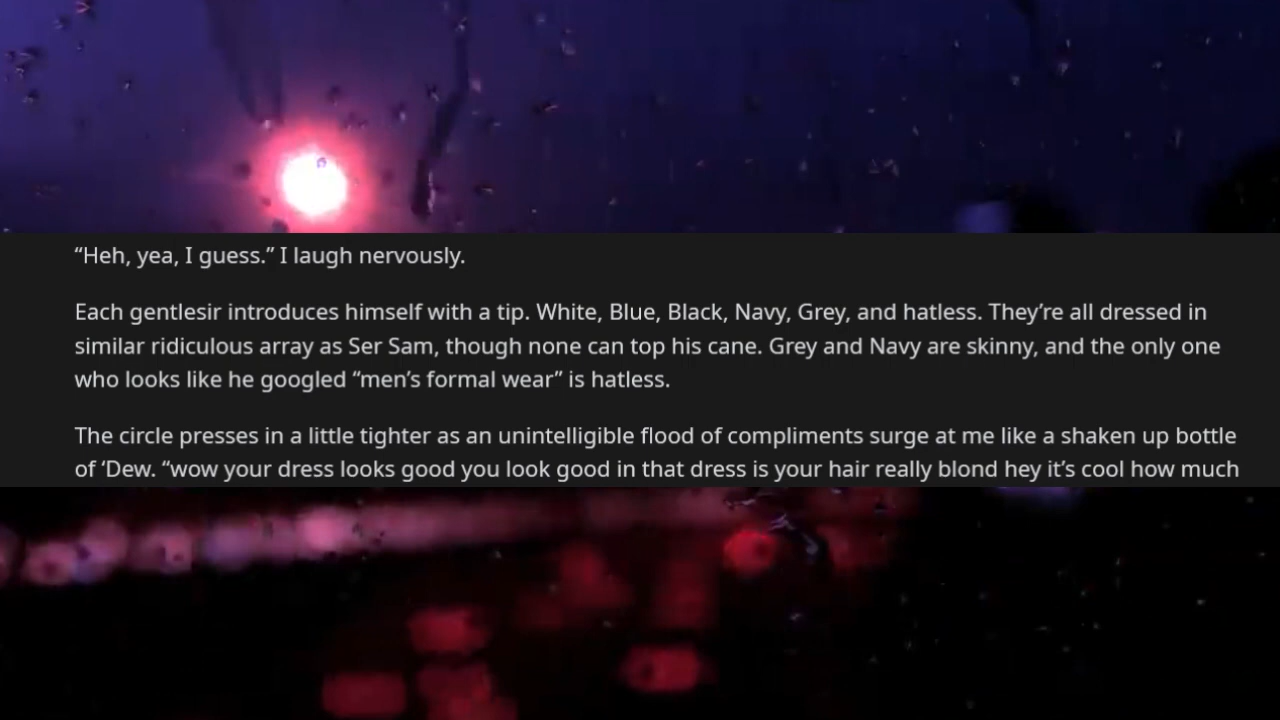 “Heh, yea, I guess.” I laugh nervously.
Each gentlesir introduces himself with a tip. White, Blue, Black, Navy, Grey, and hatless. They’re all dressed in
similar ridiculous array as Ser Sam, though none can top his cane. Grey and Navy are skinny, and the only one
who looks like he googled “men’s formal wear” is hatless.
The circle presses in a little tighter as an unintelligible flood of compliments surge at me like a shaken up bottle
of ‘Dew. “wow your dress looks good you look good in that dress is your hair really blond hey it’s cool how much